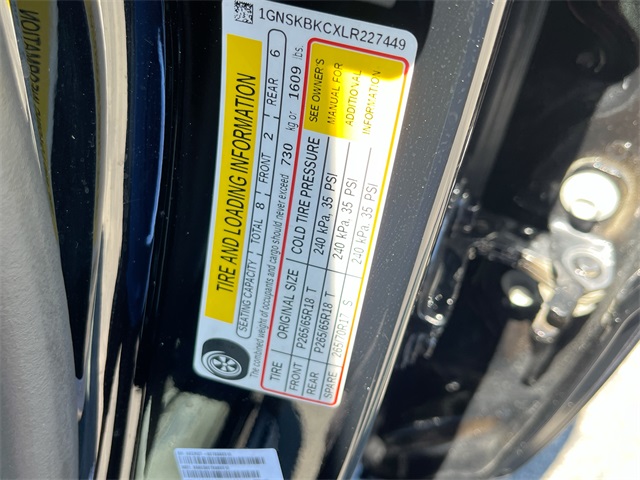 1GNSKBKCXLR227449
TIRE AND LOADING INFORMATION
SEATING CAPACITY TOTAL 8 FRONT 2 REAR 6
The combined weight of occupants and cargo should never exceed 730 kg or 1609 lbs.
TIRE ORIGINAL SIZE COLD TIRE PRESSURE SEE OWNER'S
FRONT P265/65R18 T 240 kPa, 35 PSI MANUAL FOR
REAR P265/65R18 T 240 kPa, 35 PSI ADDITIONAL
SPARE 265/70R17 S 240 kPa, 35 PSI INFORMATION